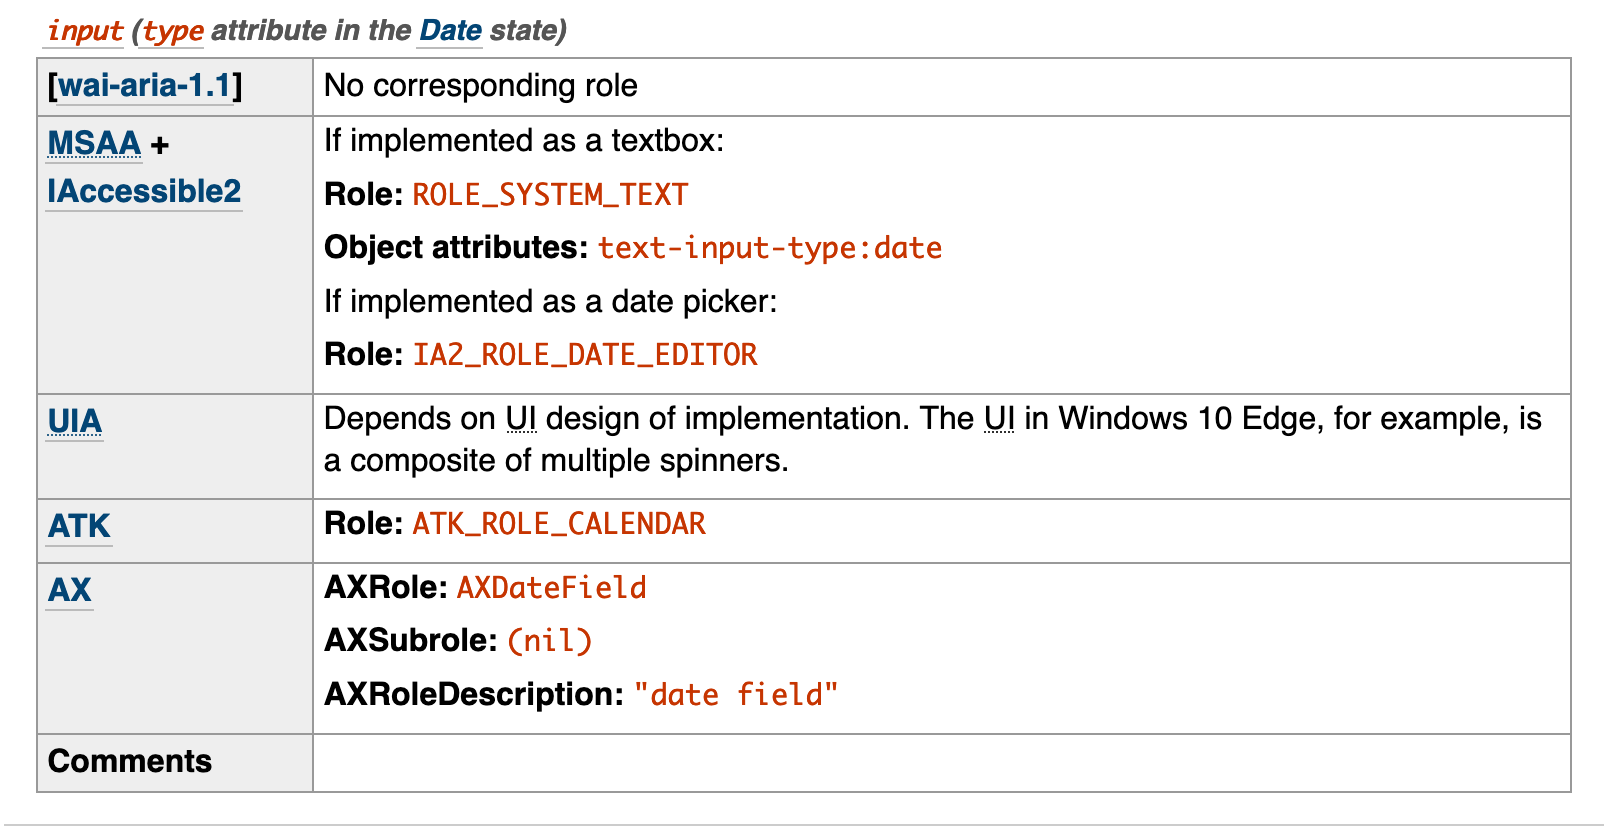 input (type attribute in the Date state)
[wai-aria-1.1]
No corresponding role
MSAA +
IAccessible2
If implemented as a textbox:
Role: ROLE_SYSTEM_TEXT
Object attributes: text-input-type:date
If implemented as a date picker:
Role: IA2_ROLE_DATE_EDITOR
UIA
Depends on UI design of implementation. The UI in Windows 10 Edge, for example, is
a composite of multiple spinners.
ATK
Role: ATK_ROLE_CALENDAR
AX
AXRole: AXDateField
AXSubrole: (nil)
AXRoleDescription: "date field"
Comments